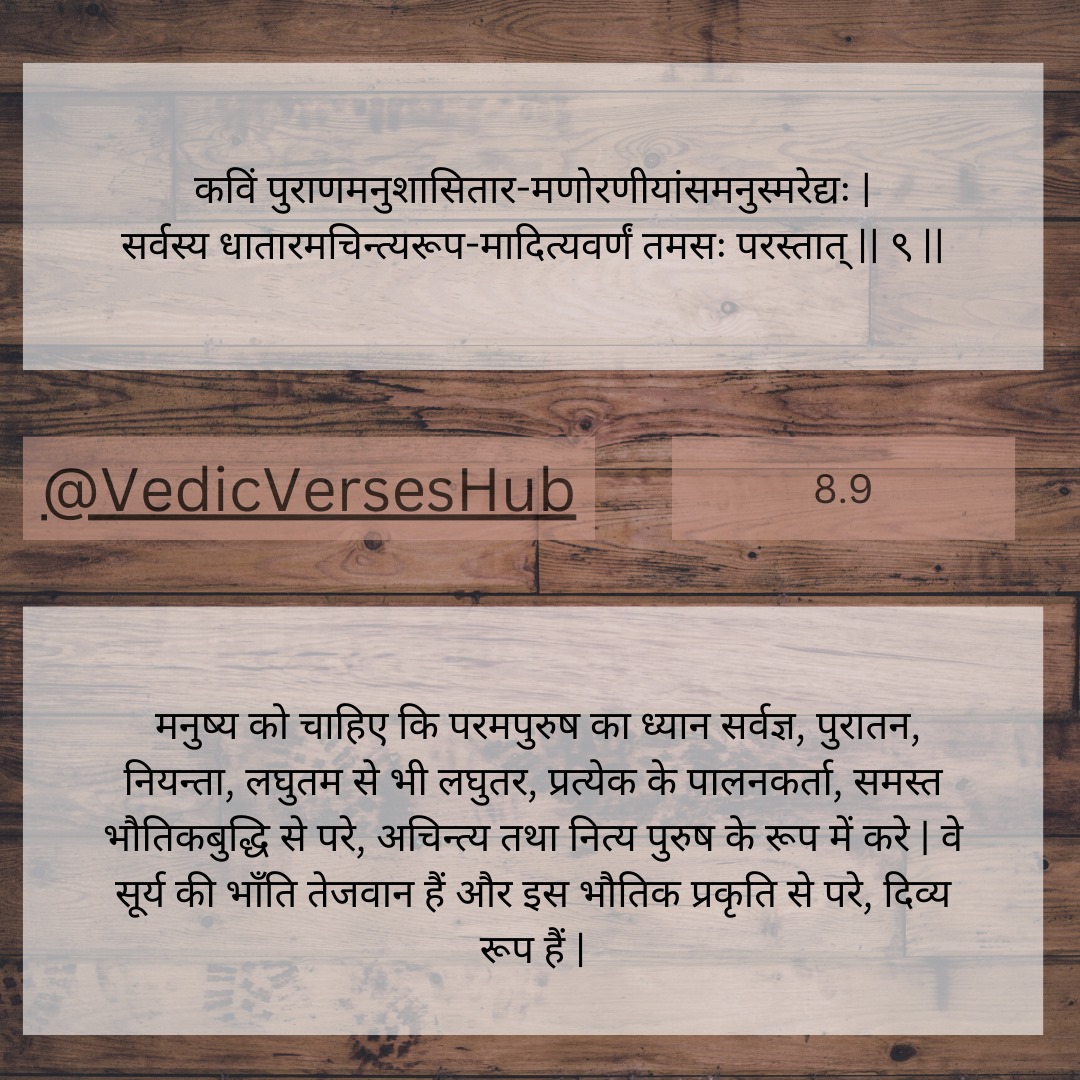 कविं पुराणमनुशासितार-मणोरणीयांसमनुस्मरेद्यः |
सर्वस्य धातारमचिन्त्यरूप-मादित्यवर्णं तमसः परस्तात् || ९ ||
@VedicVersesHub
8.9
मनुष्य को चाहिए कि परमपुरुष का ध्यान सर्वज्ञ, पुरातन,
नियन्ता, लघुतम से भी लघुतर, प्रत्येक के पालनकर्ता, समस्त
भौतिकबुद्धि से परे, अचिन्त्य तथा नित्य पुरुष के रूप में करे | वे
सूर्य की भाँति तेजवान हैं और इस भौतिक प्रकृति से परे, दिव्य
रूप हैं |